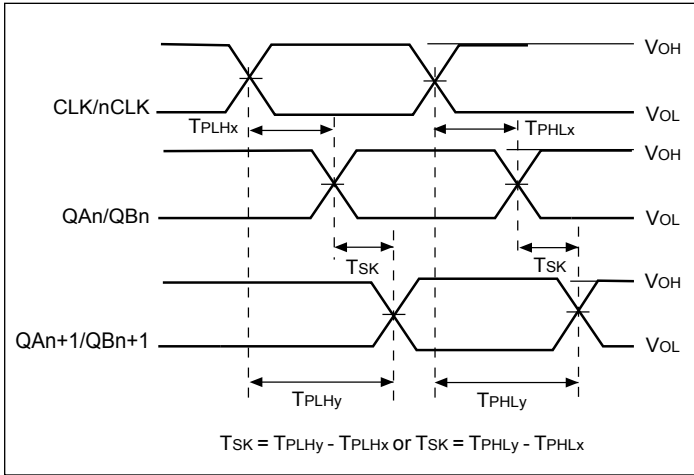 VOH
CLK/nCLK
VOL
TPLHx
TPHLx
VOH
QAn/QBn
VOL
TSK
TSK
VOH
QAn+1/QBn+1
VOL
TPLHy
TPHLy
TSK = TPLHy - TPLHx or TSK = TPHLy - TPHLx